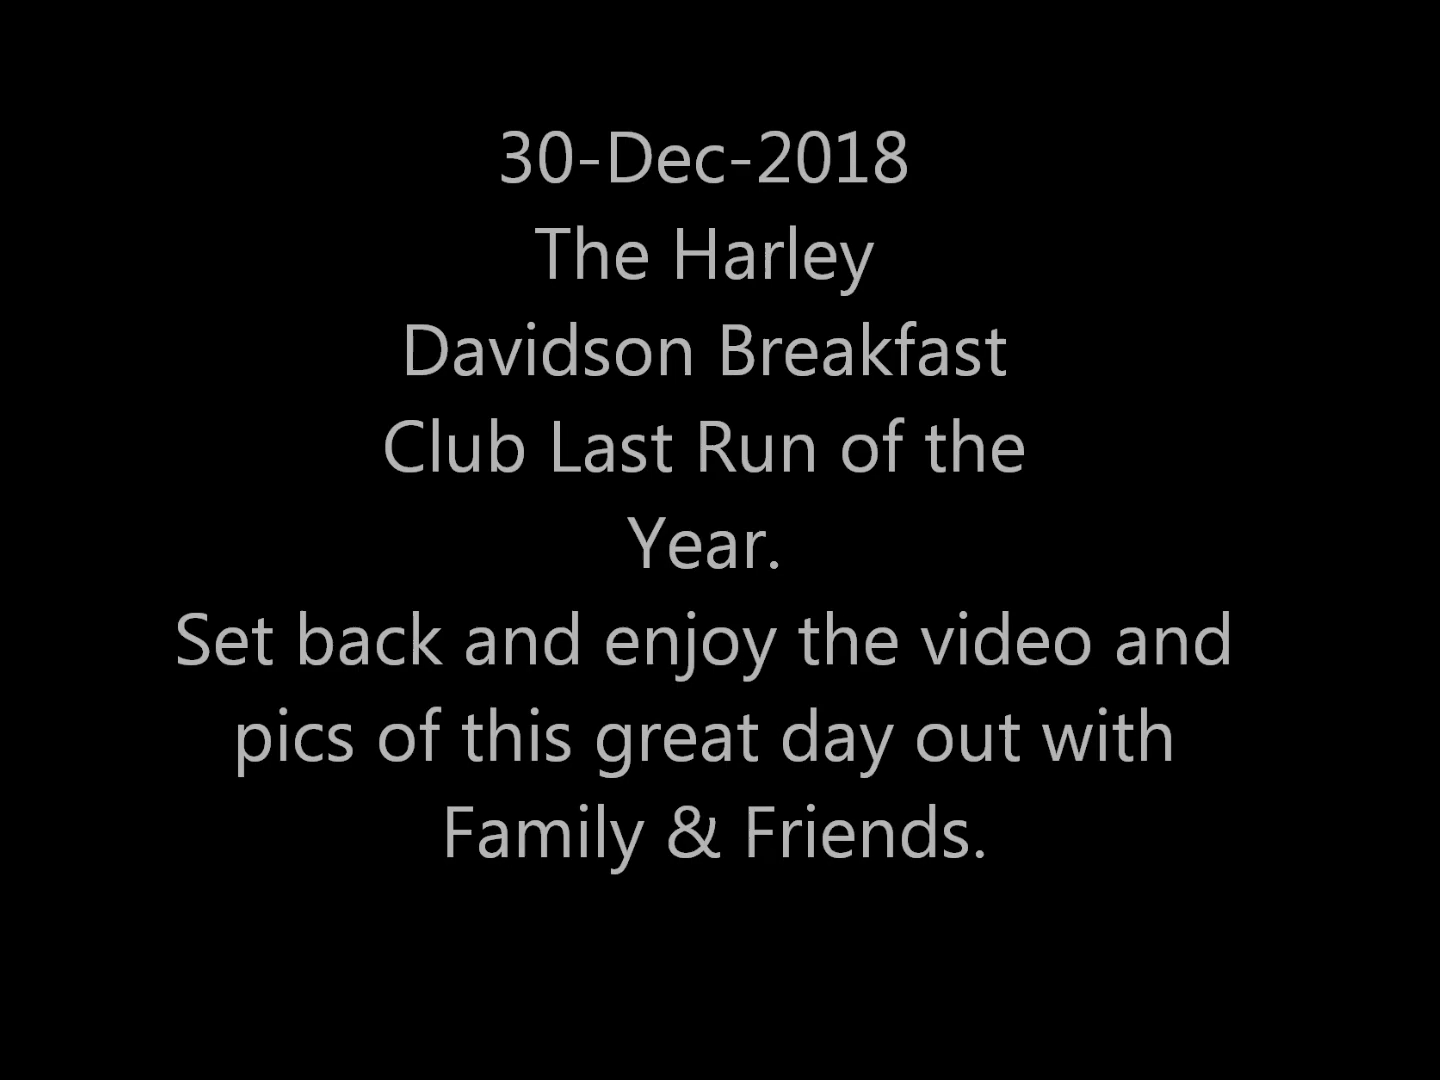 30-Dec-2018
The Harley
Davidson Breakfast
Club Last Run of the
Year.
Set back and enjoy the video and
pics of this great day out with
Family & Friends.